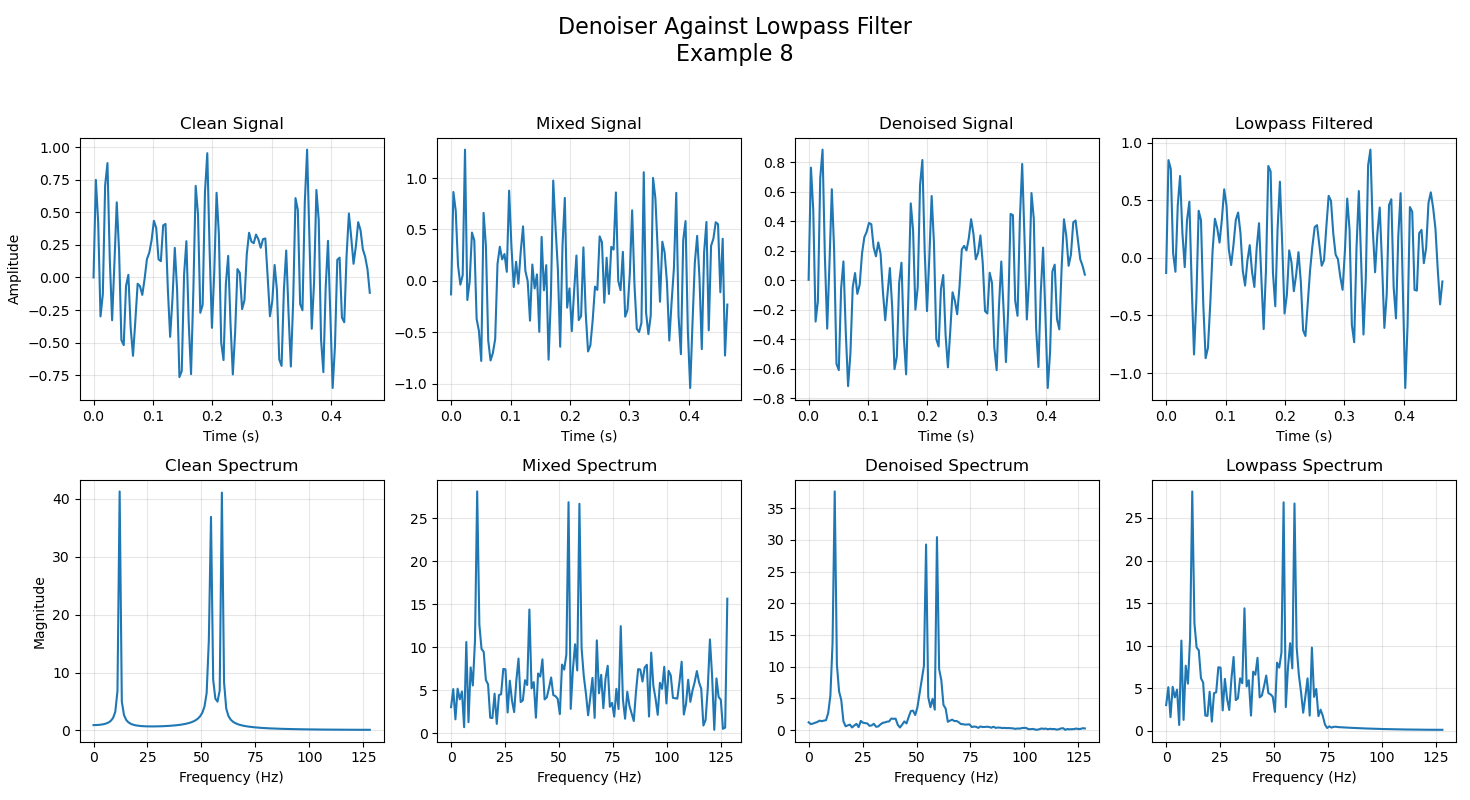 Denoiser Against Lowpass Filter
Example 8
Clean Signal
Mixed Signal
Denoised Signal
Lowpass Filtered
Amplitude
1.00
0.75
0.50
0.25
0.00
−0.25
−0.50
−0.75
0.0 0.1 0.2 0.3 0.4
Time (s)
1.0
0.5
0.0
−0.5
−1.0
0.0 0.1 0.2 0.3 0.4
Time (s)
0.8
0.6
0.4
0.2
0.0
−0.2
−0.4
−0.6
−0.8
0.0 0.1 0.2 0.3 0.4
Time (s)
1.0
0.5
0.0
−0.5
−1.0
0.0 0.1 0.2 0.3 0.4
Time (s)
Clean Spectrum
Mixed Spectrum
Denoised Spectrum
Lowpass Spectrum
Magnitude
40
30
20
10
0
0 25 50 75 100 125
Frequency (Hz)
25
20
15
10
5
0
0 25 50 75 100 125
Frequency (Hz)
35
30
25
20
15
10
5
0
0 25 50 75 100 125
Frequency (Hz)
25
20
15
10
5
0
0 25 50 75 100 125
Frequency (Hz)